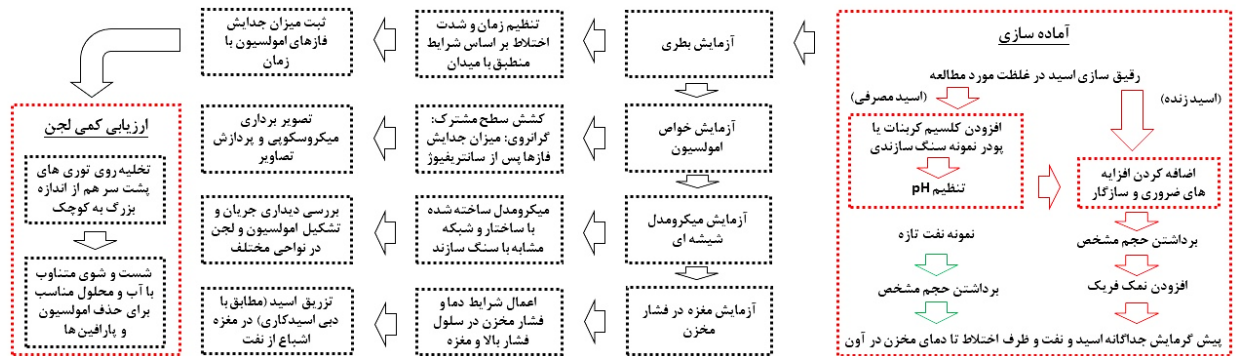 آماده سازی
رقیق سازی اسید در غلظت مورد مطالعه
(اسید زنده)
(اسید مصرفی)
افزودن کلسیم کربنات یا
پودر نمونه سنگ سازندی
تنظیم pH
اضافه کردن افزایه
های ضروری و سازگار
برداشتن حجم مشخص
افزودن نمک فریک
نمونه نفت تازه
برداشتن حجم مشخص
پیش گرمایش جداگانه اسید و نفت و ظرف اختلاط تا دمای مخزن در آون
آزمایش بطری
تنظیم زمان و شدت
اختلاط بر اساس شرایط
منطبق با میدان
ثبت میزان جدایش
فازهای امولسیون با
زمان
آزمایش خواص
امولسیون
کشش سطح مشترک؛
گرانروی؛ میزان جدایش
فازها پس از سانتریفیوژ
تصویر برداری
میکروسکوپی و پردازش
تصاویر
آزمایش میکرومدل
شیشه ای
میکرومدل ساخته شده
با ساختار و شبکه
مشابه با سنگ سازند
بررسی دیداری جریان و
تشکیل امولسیون و لجن
در نواحی مختلف
آزمایش مغزه در فشار
مخزن
اعمال شرایط دما و
فشار مخزن در سلول
فشار بالا و مغزه
تزریق اسید (مطابق با
دبی اسیدکاری) در مغزه
اشباع از نفت
ارزیابی کمی لجن
تخلیه روی توری های
پشت سر هم از اندازه
بزرگ به کوچک
شست و شوی متناوب
با آب و محلول مناسب
برای حذف امولسیون
و پارافین ها